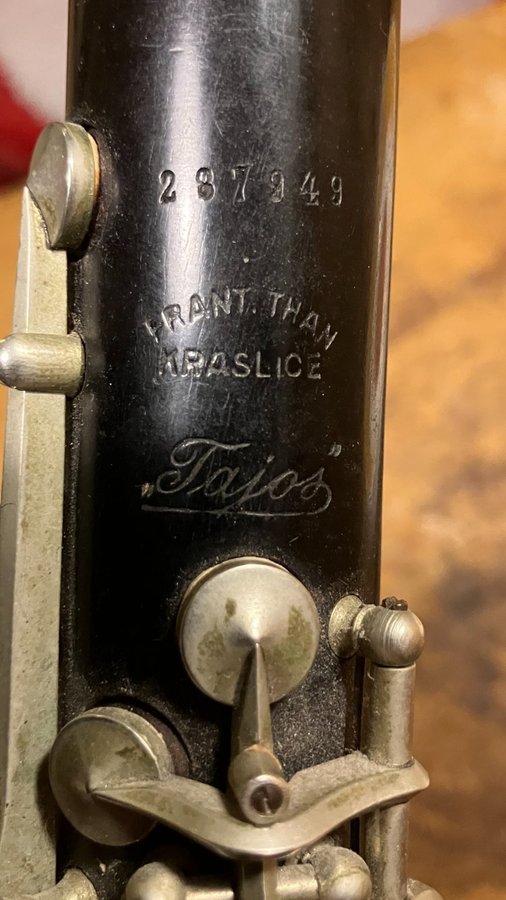 287949
FRANT. THAN
KRASLICE
„Tajos"